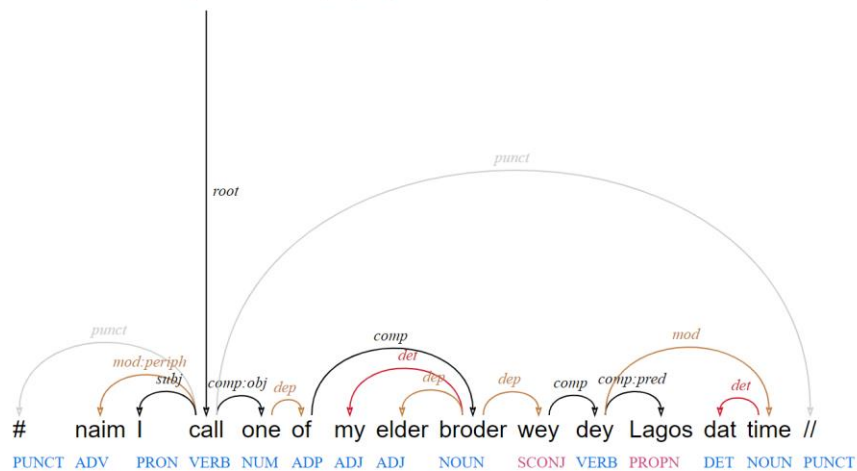 root
punct
punct
comp
mod
mod:periph
det
subj
comp:obj
dep
dep
dep
comp
comp:pred
det
# naim I call one of my elder broder wey dey Lagos dat time //
PUNCT ADV PRON VERB NUM ADP ADJ ADJ NOUN SCONJ VERB PROPN DET NOUN PUNCT